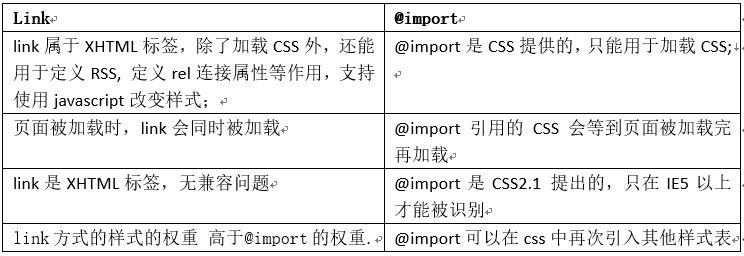 Link
@import
link 属于 XHTML 标签，除了加载 CSS 外，还能
用于定义 RSS, 定义 rel 连接属性等作用，支持
使用 javascript 改变样式；
@import 是 CSS 提供的，只能用于加载 CSS;
页面被加载时，link 会同时被加载
@import 引用的 CSS 会等到页面被加载完
再加载
link 是 XHTML 标签，无兼容问题
@import 是 CSS2.1 提出的，只在 IE5 以上
才能被识别
link 方式的样式的权重 高于@import 的权重.
@import 可以在 css 中再次引入其他样式表